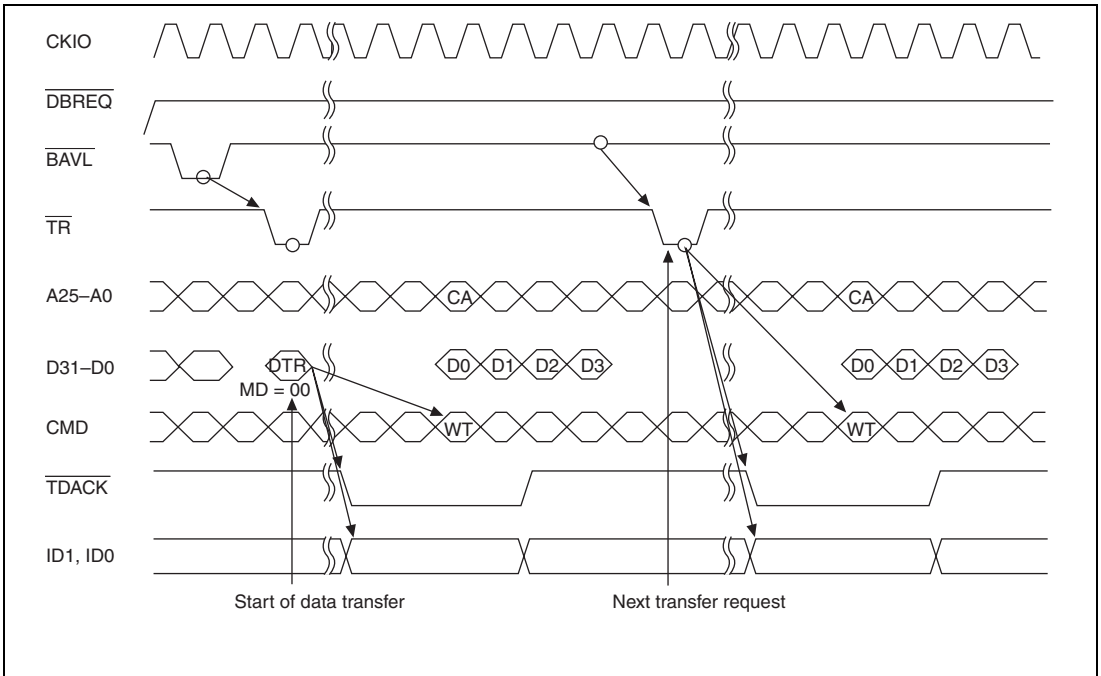 CKIO
DBREQ
BAVL
TR
A25–A0 CA CA
D31–D0 DTR D0 D1 D2 D3 D0 D1 D2 D3
MD = 00
CMD WT WT
TDACK
ID1, ID0
Start of data transfer Next transfer request